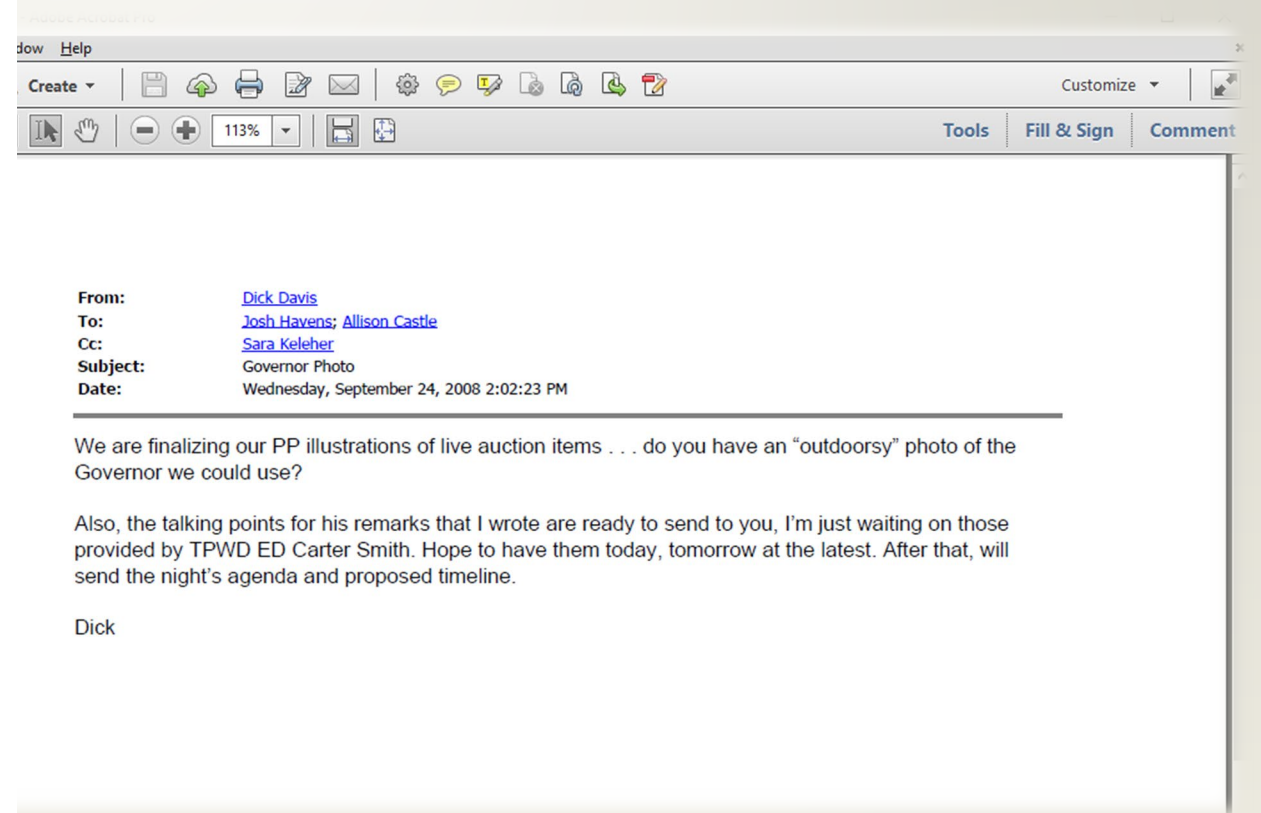 dow Help
Create Customize
113% Tools Fill & Sign Comment
From: Dick Davis
To: Josh Havens; Allison Castle
Cc: Sara Keleher
Subject: Governor Photo
Date: Wednesday, September 24, 2008 2:02:23 PM
We are finalizing our PP illustrations of live auction items . . . do you have an “outdoorsy” photo of the
Governor we could use?
Also, the talking points for his remarks that I wrote are ready to send to you, I’m just waiting on those
provided by TPWD ED Carter Smith. Hope to have them today, tomorrow at the latest. After that, will
send the night’s agenda and proposed timeline.
Dick